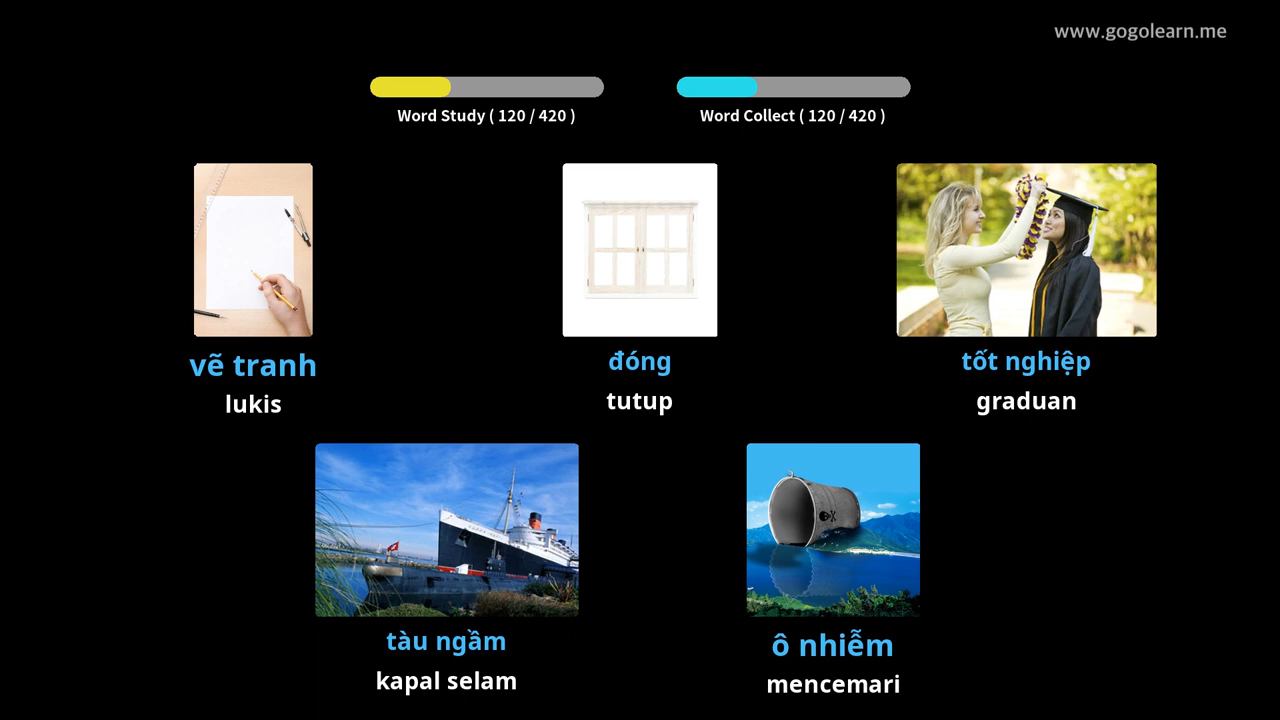 www.gogolearn.me
Word Study ( 120 / 420 )
Word Collect ( 120 / 420 )
vẽ tranh
lukis
đóng
tutup
tốt nghiệp
graduan
tàu ngầm
kapal selam
ô nhiễm
mencemari